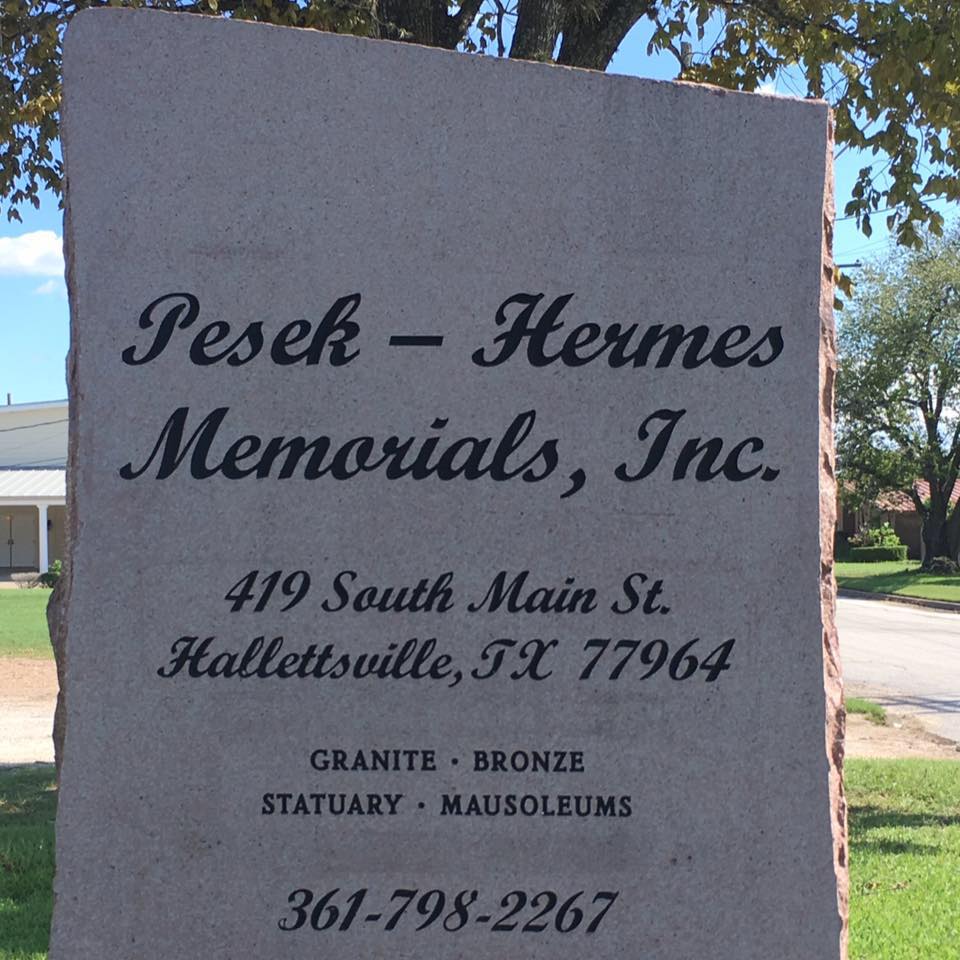 Pesek – Hermes
Memorials, Inc.
419 South Main St.
Hallettsville, TX 77964
GRANITE · BRONZE
STATUARY · MAUSOLEUMS
361-798-2267